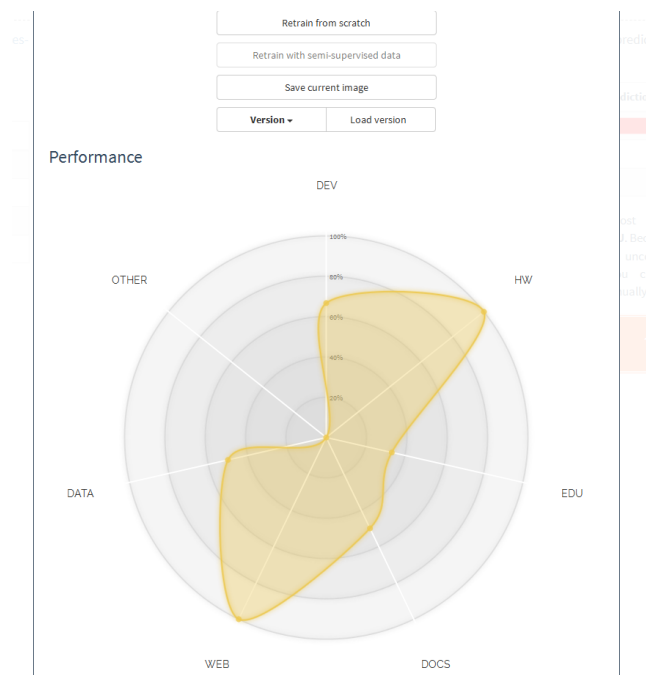 Retrain from scratch
Retrain with semi-supervised data
Save current image
Version Load version
Performance
DEV
100%
OTHER
80%
HW
60%
40%
20%
DATA
EDU
WEB
DOCS